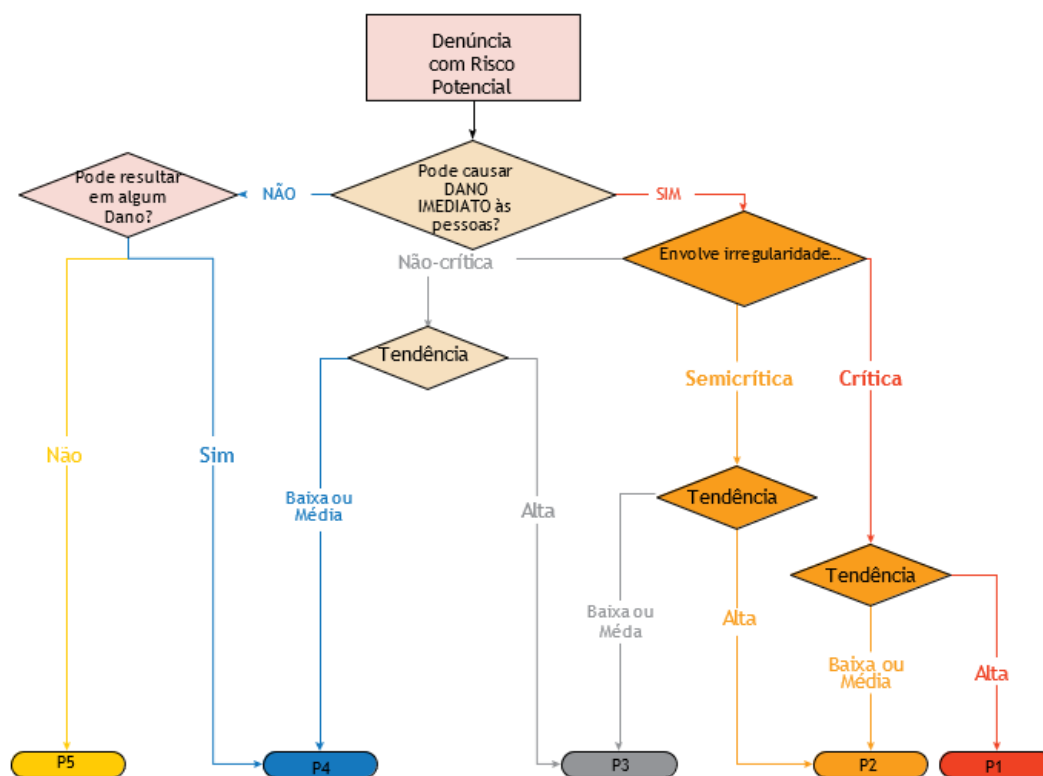 Denúncia
com Risco
Potencial
Pode resultar
em algum
Dano?
NÃO
Pode causar
DANO
IMEDIATO às
pessoas?
SIM
Envolve irregularidade...
Não-crítica
Tendência
Semicrítica
Crítica
Não
Sim
Baixa ou
Média
Alta
Tendência
Tendência
Baixa ou
Méda
Alta
Baixa ou
Média
Alta
P5
P4
P3
P2
P1